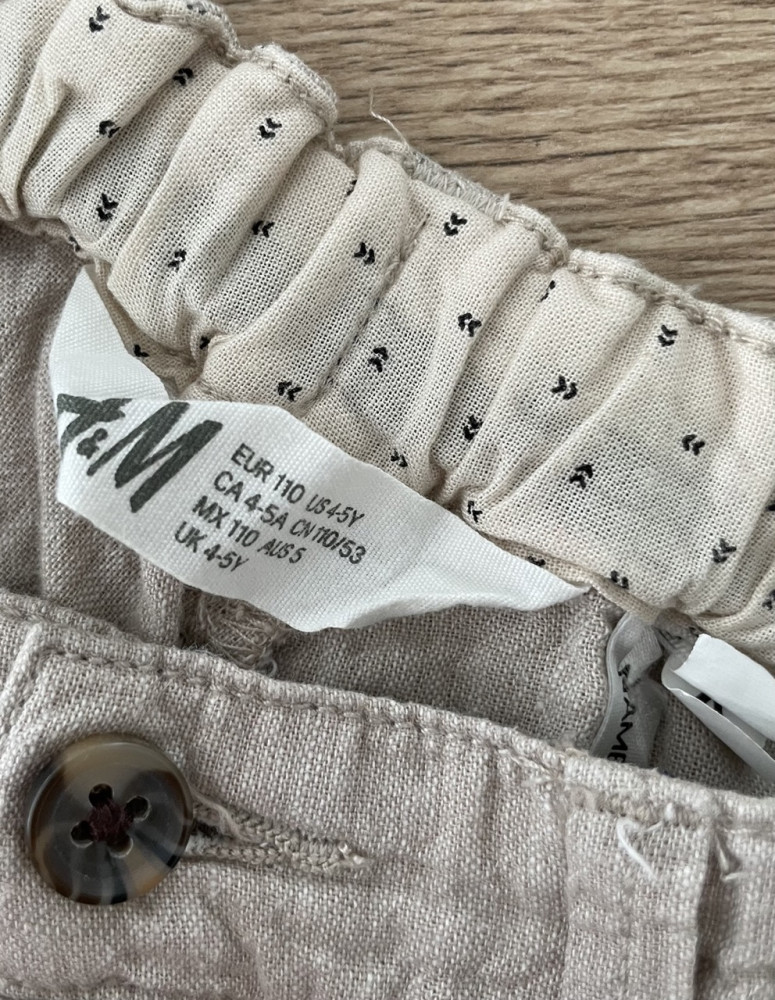 H&M
EUR 110 US 4-5Y
CA 4-5A CN 110/53
MX 110 AUS 5
UK 4-5Y